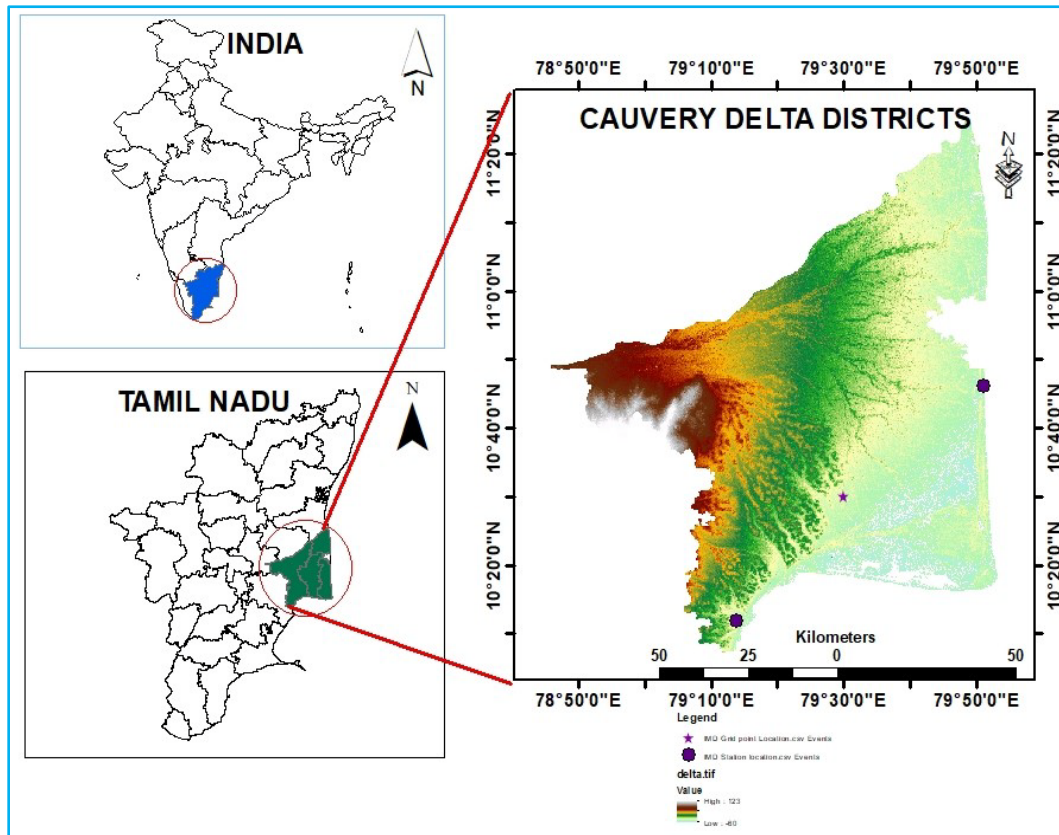 INDIA
N
TAMIL NADU
N
78°50'0"E 79°10'0"E 79°30'0"E 79°50'0"E
CAUVERY DELTA DISTRICTS
N
11°20'0"N
11°0'0"N
10°40'0"N
10°20'0"N
11°20'0"N
11°0'0"N
10°40'0"N
10°20'0"N
Kilometers
50 25 0 50
78°50'0"E 79°10'0"E 79°30'0"E 79°50'0"E
Legend
IMD Grid point Location.csv Events
IMD Station location.csv Events
delta.tif
Value
High : 123
Low : -60